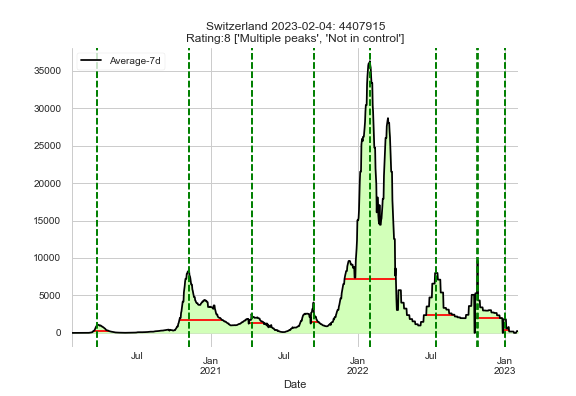 Switzerland 2023-02-04: 4407915
Rating:8 ['Multiple peaks', 'Not in control']
Average-7d
35000
30000
25000
20000
15000
10000
5000
0
Jul
Jan
2021
Jul
Jan
2022
Jul
Jan
2023
Date